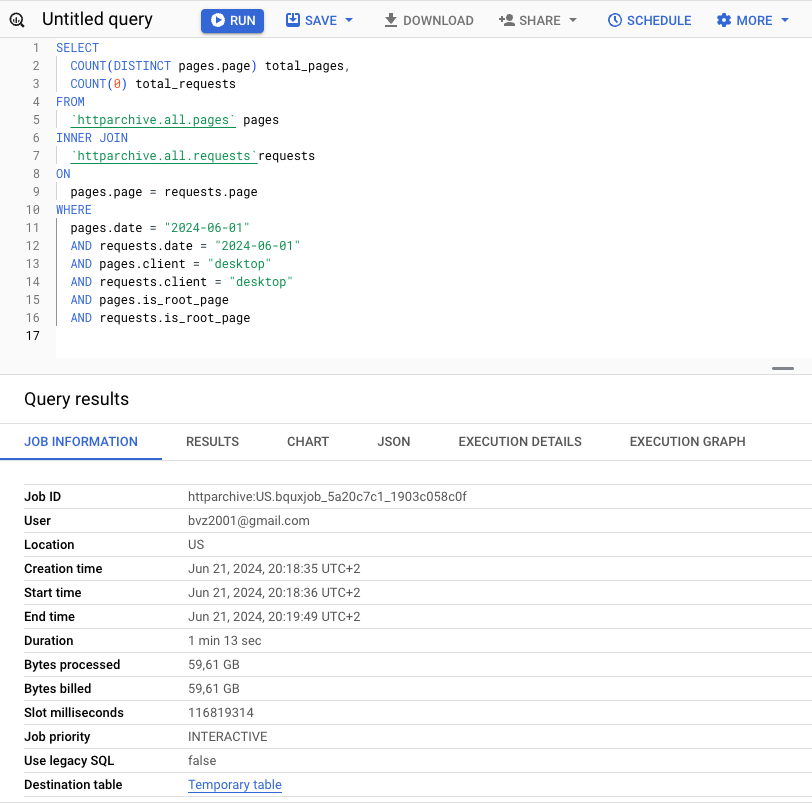 Untitled query RUN SAVE DOWNLOAD SHARE SCHEDULE MORE
1 SELECT
2 COUNT(DISTINCT pages.page) total_pages,
3 COUNT(0) total_requests
4 FROM
5 `httparchive.all.pages` pages
6 INNER JOIN
7 `httparchive.all.requests`requests
8 ON
9 pages.page = requests.page
10 WHERE
11 pages.date = "2024-06-01"
12 AND requests.date = "2024-06-01"
13 AND pages.client = "desktop"
14 AND requests.client = "desktop"
15 AND pages.is_root_page
16 AND requests.is_root_page
17
Query results
JOB INFORMATION RESULTS CHART JSON EXECUTION DETAILS EXECUTION GRAPH
Job ID httparchive:US.bquxjob_5a20c7c1_1903c058c0f
User bvz2001@gmail.com
Location US
Creation time Jun 21, 2024, 20:18:35 UTC+2
Start time Jun 21, 2024, 20:18:36 UTC+2
End time Jun 21, 2024, 20:19:49 UTC+2
Duration 1 min 13 sec
Bytes processed 59,61 GB
Bytes billed 59,61 GB
Slot milliseconds 116819314
Job priority INTERACTIVE
Use legacy SQL false
Destination table Temporary table